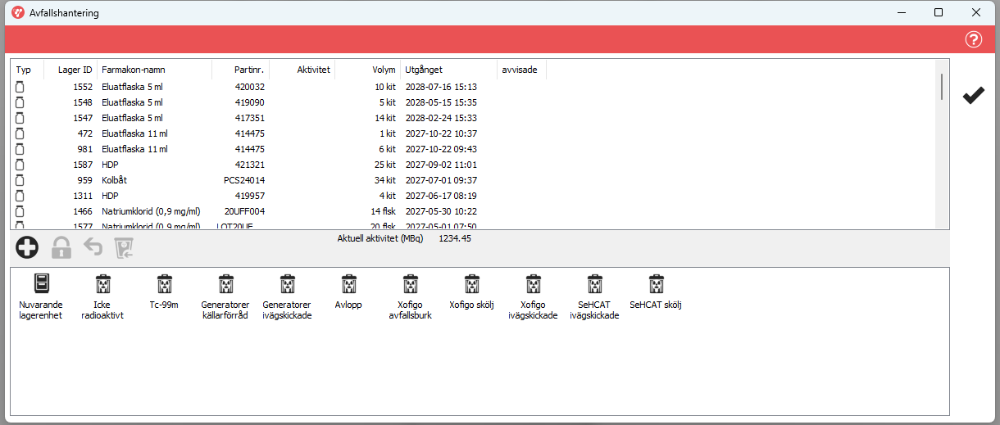 Avfallshantering
?
Typ Lager ID Farmakon-namn Partinr. Aktivitet Volym Utgånget avvisade
1552 Eluatflaska 5 ml 420032 10 kit 2028-07-16 15:13
1548 Eluatflaska 5 ml 419090 5 kit 2028-05-15 15:35
1547 Eluatflaska 5 ml 417351 14 kit 2028-02-24 15:33
472 Eluatflaska 11 ml 414475 1 kit 2027-10-22 10:37
981 Eluatflaska 11 ml 414475 6 kit 2027-10-22 09:43
1587 HDP 421321 25 kit 2027-09-02 11:01
959 Kolbåt PCS24014 34 kit 2027-07-01 09:37
1311 HDP 419957 4 kit 2027-06-17 08:19
1466 Natriumklorid (0,9 mg/ml) 20UFF004 14 flsk 2027-05-30 10:22
1577 Natriumklorid (0,9 mg/ml) LOT20UF 20 flsk 2027-05-01 07:50
Aktuell aktivitet (MBq) 1234.45
Nuvarande lagerenhet
Icke radioaktivt
Tc-99m
Generatorer källarförråd
Generatorer ivägskickade
Avlopp
Xofigo avfallsburk
Xofigo skölj
Xofigo ivägskickade
SeHCAT ivägskickade
SeHCAT skölj